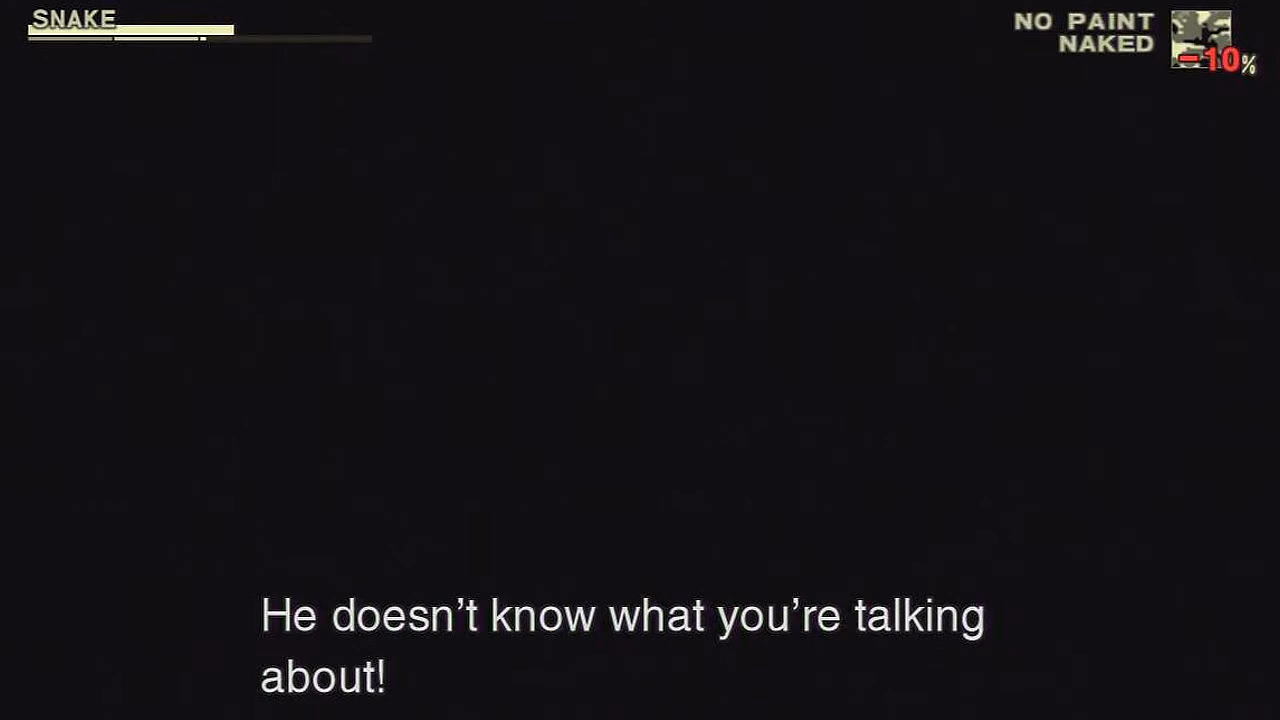 SNAKE
NO PAINT
NAKED
-10%
He doesn't know what you're talking
about!